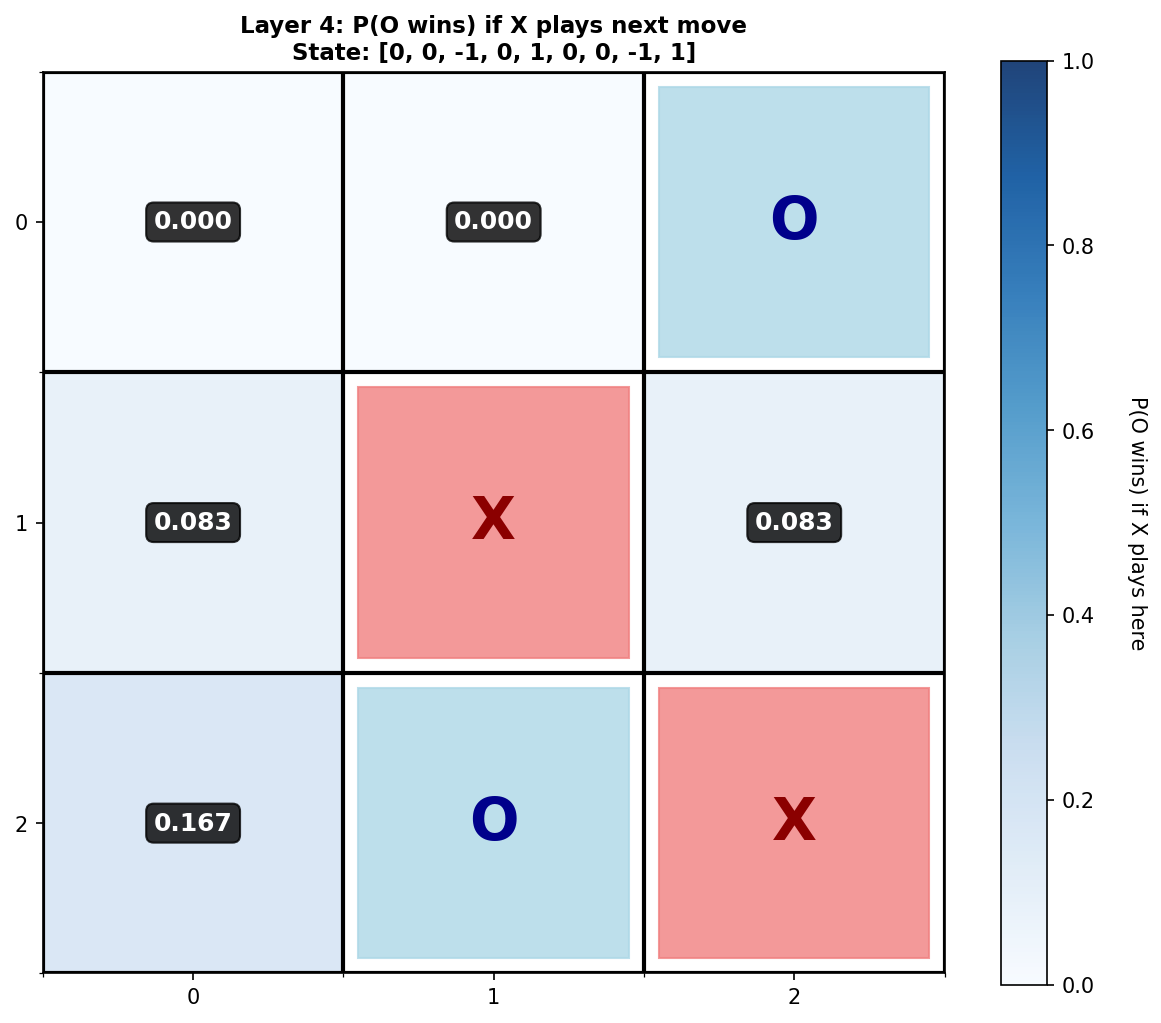 Layer 4: P(O wins) if X plays next move
State: [0, 0, -1, 0, 1, 0, 0, -1, 1]
0
0.000
0.000
O
1
0.083
X
0.083
2
0.167
O
X
0
1
2
1.0
0.8
0.6
0.4
0.2
0.0
P(O wins) if X plays here